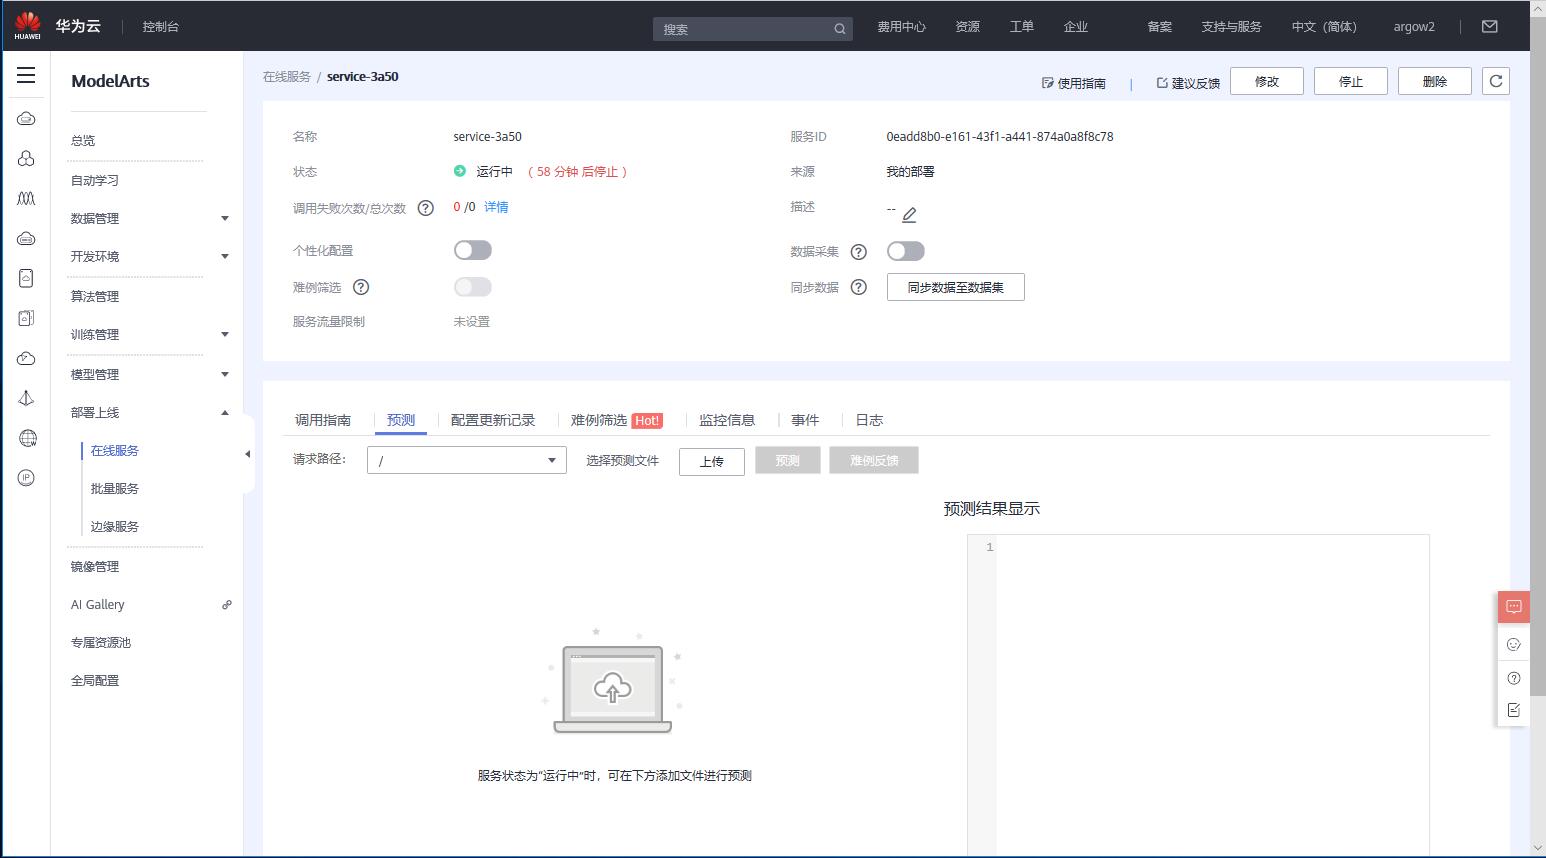 HUAWEI 华为云 控制台 搜索 费用中心 资源 工单 企业 备案 支持与服务 中文（简体） argow2
ModelArts
总览
自动学习
数据管理
开发环境
算法管理
训练管理
模型管理
部署上线
在线服务
批量服务
边缘服务
镜像管理
AI Gallery
专属资源池
全局配置
在线服务 / service-3a50
使用指南 建议反馈 修改 停止 删除
名称 service-3a50 服务ID 0eadd8b0-e161-43f1-a441-874a0a8f8c78
状态 运行中 （ 58 分钟 后停止 ） 来源 我的部署
调用失败次数/总次数 0 /0 详情 描述 --
个性化配置 数据采集
难例筛选 同步数据 同步数据至数据集
服务流量限制 未设置
调用指南 预测 配置更新记录 难例筛选 Hot! 监控信息 事件 日志
请求路径： / 选择预测文件 上传 预测 难例反馈
预测结果显示
1
服务状态为“运行中”时，可在下方添加文件进行预测